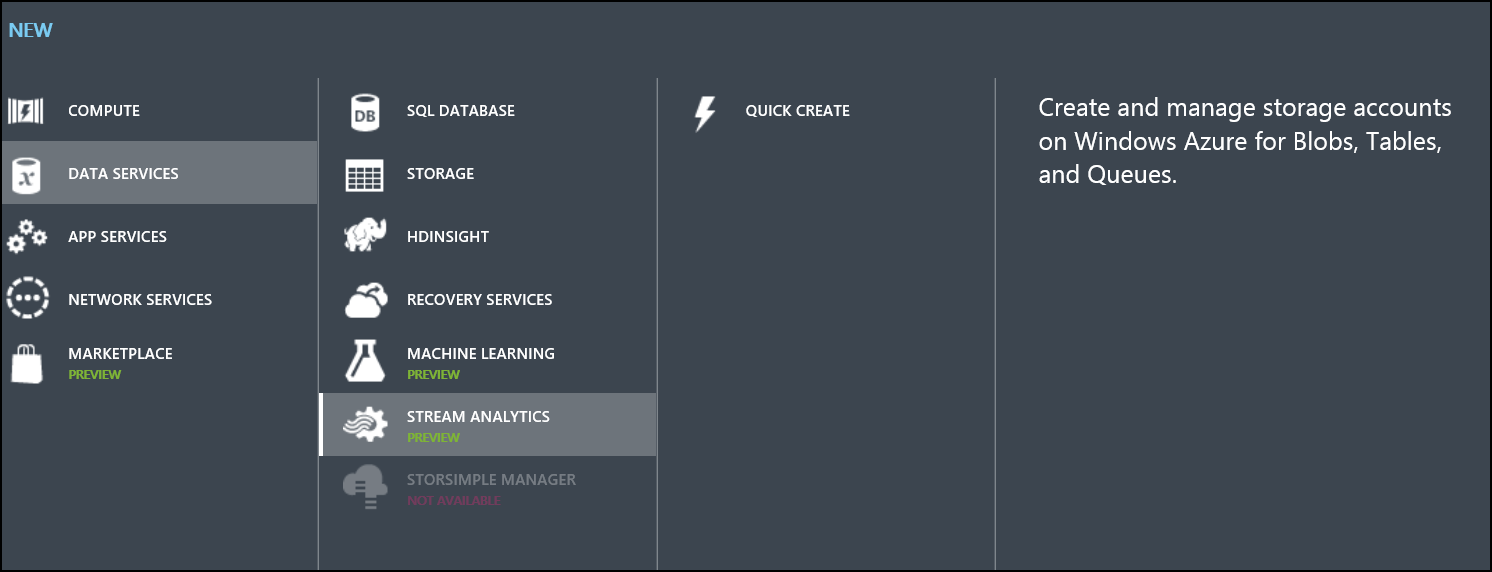 NEW
COMPUTE
DATA SERVICES
APP SERVICES
NETWORK SERVICES
MARKETPLACE
PREVIEW
DB
SQL DATABASE
STORAGE
HDINSIGHT
RECOVERY SERVICES
MACHINE LEARNING
PREVIEW
STREAM ANALYTICS
PREVIEW
STORSIMPLE MANAGER
NOT AVAILABLE
QUICK CREATE
Create and manage storage accounts
on Windows Azure for Blobs, Tables,
and Queues.